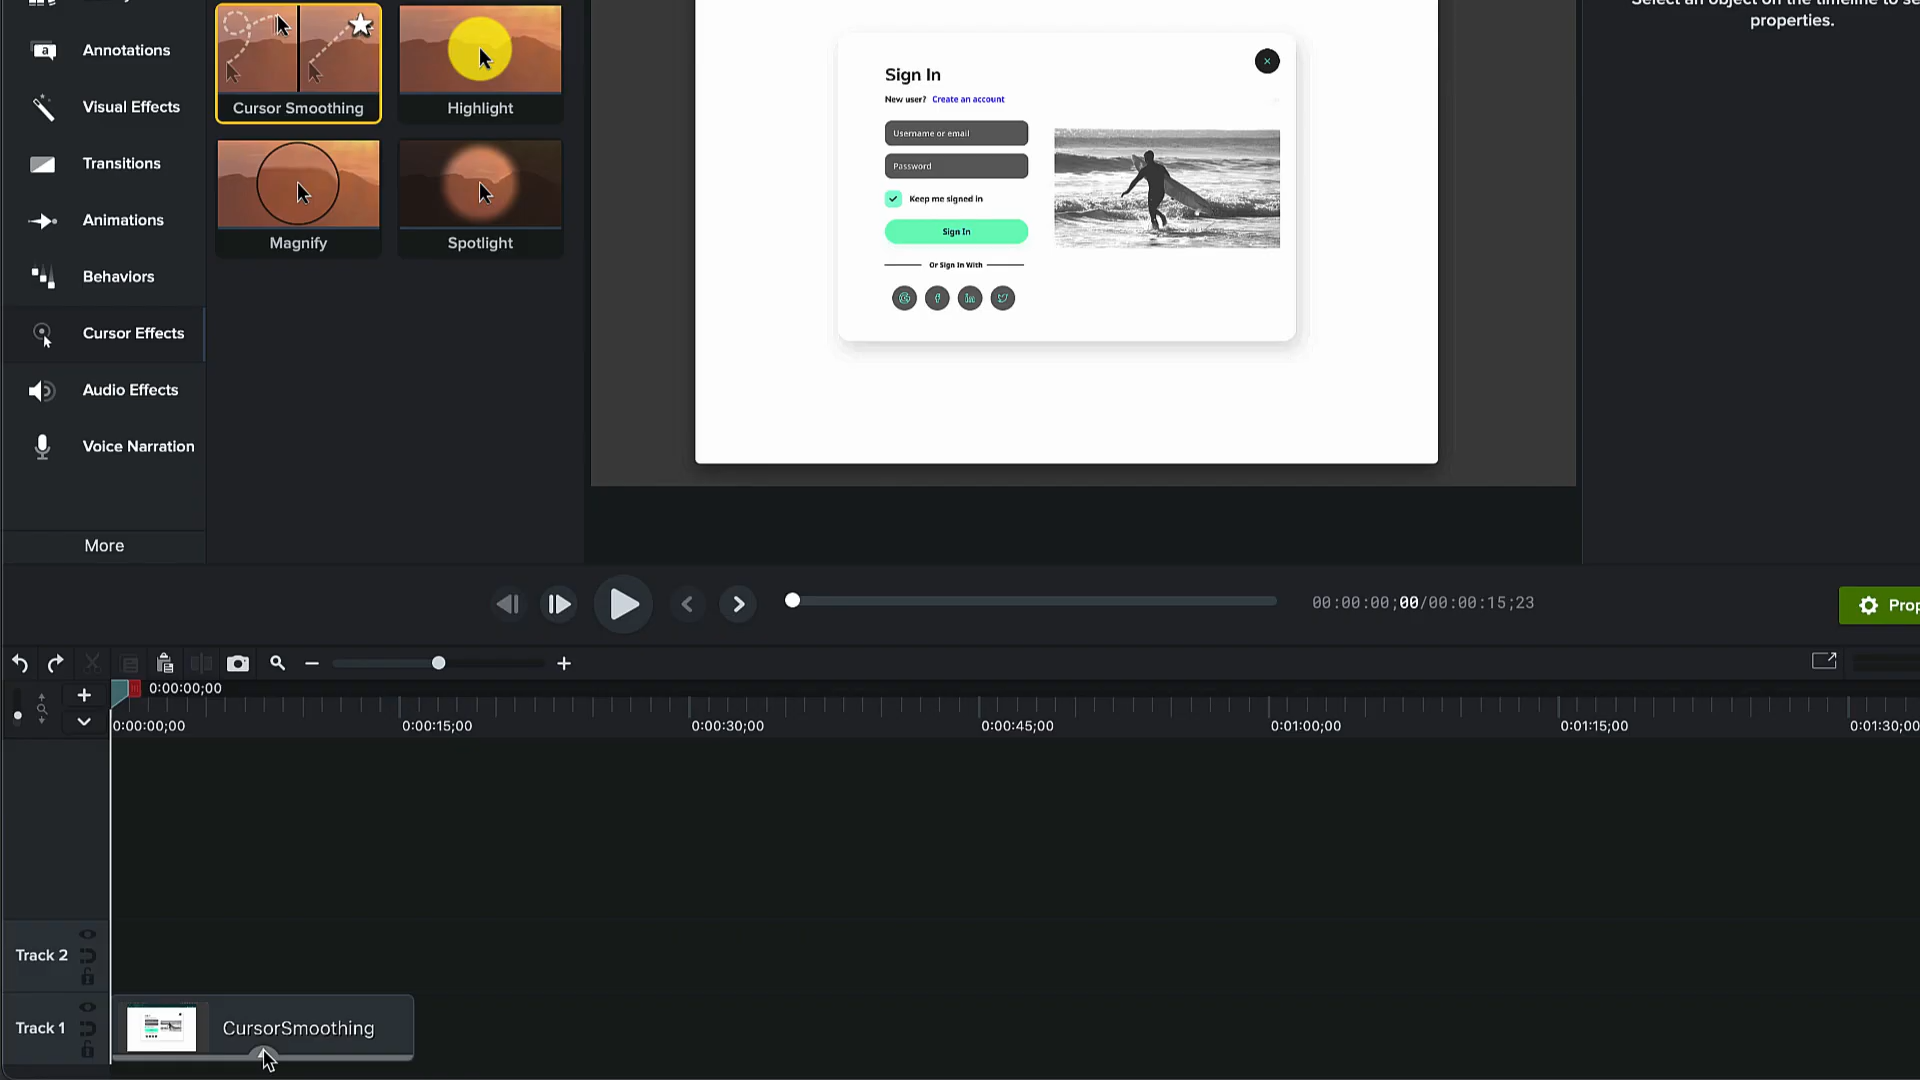 Annotations
Visual Effects
Transitions
Animations
Behaviors
Cursor Effects
Audio Effects
Voice Narration
More
Cursor Smoothing
Highlight
Magnify
Spotlight
Sign In
New user? Create an account
Username or email
Password
Keep me signed in
Sign In
Or Sign In With
properties.
00:00:00;00/00:00:15;23
Prop
0:00:00;00
0:00:00;00
0:00:15;00
0:00:30;00
0:00:45;00
0:01:00;00
0:01:15;00
0:01:30;00
Track 2
Track 1
CursorSmoothing